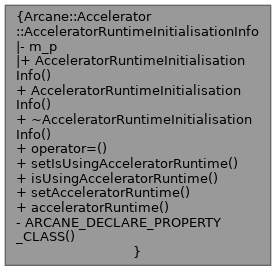 {Arcane::Accelerator
::AcceleratorRuntimeInitialisationInfo
|- m_p
|+ AcceleratorRuntimeInitialisation
Info()
+ AcceleratorRuntimeInitialisation
Info()
+ ~AcceleratorRuntimeInitialisation
Info()
+ operator=()
+ setIsUsingAcceleratorRuntime()
+ isUsingAcceleratorRuntime()
+ setAcceleratorRuntime()
+ acceleratorRuntime()
- ARCANE_DECLARE_PROPERTY
_CLASS()
}